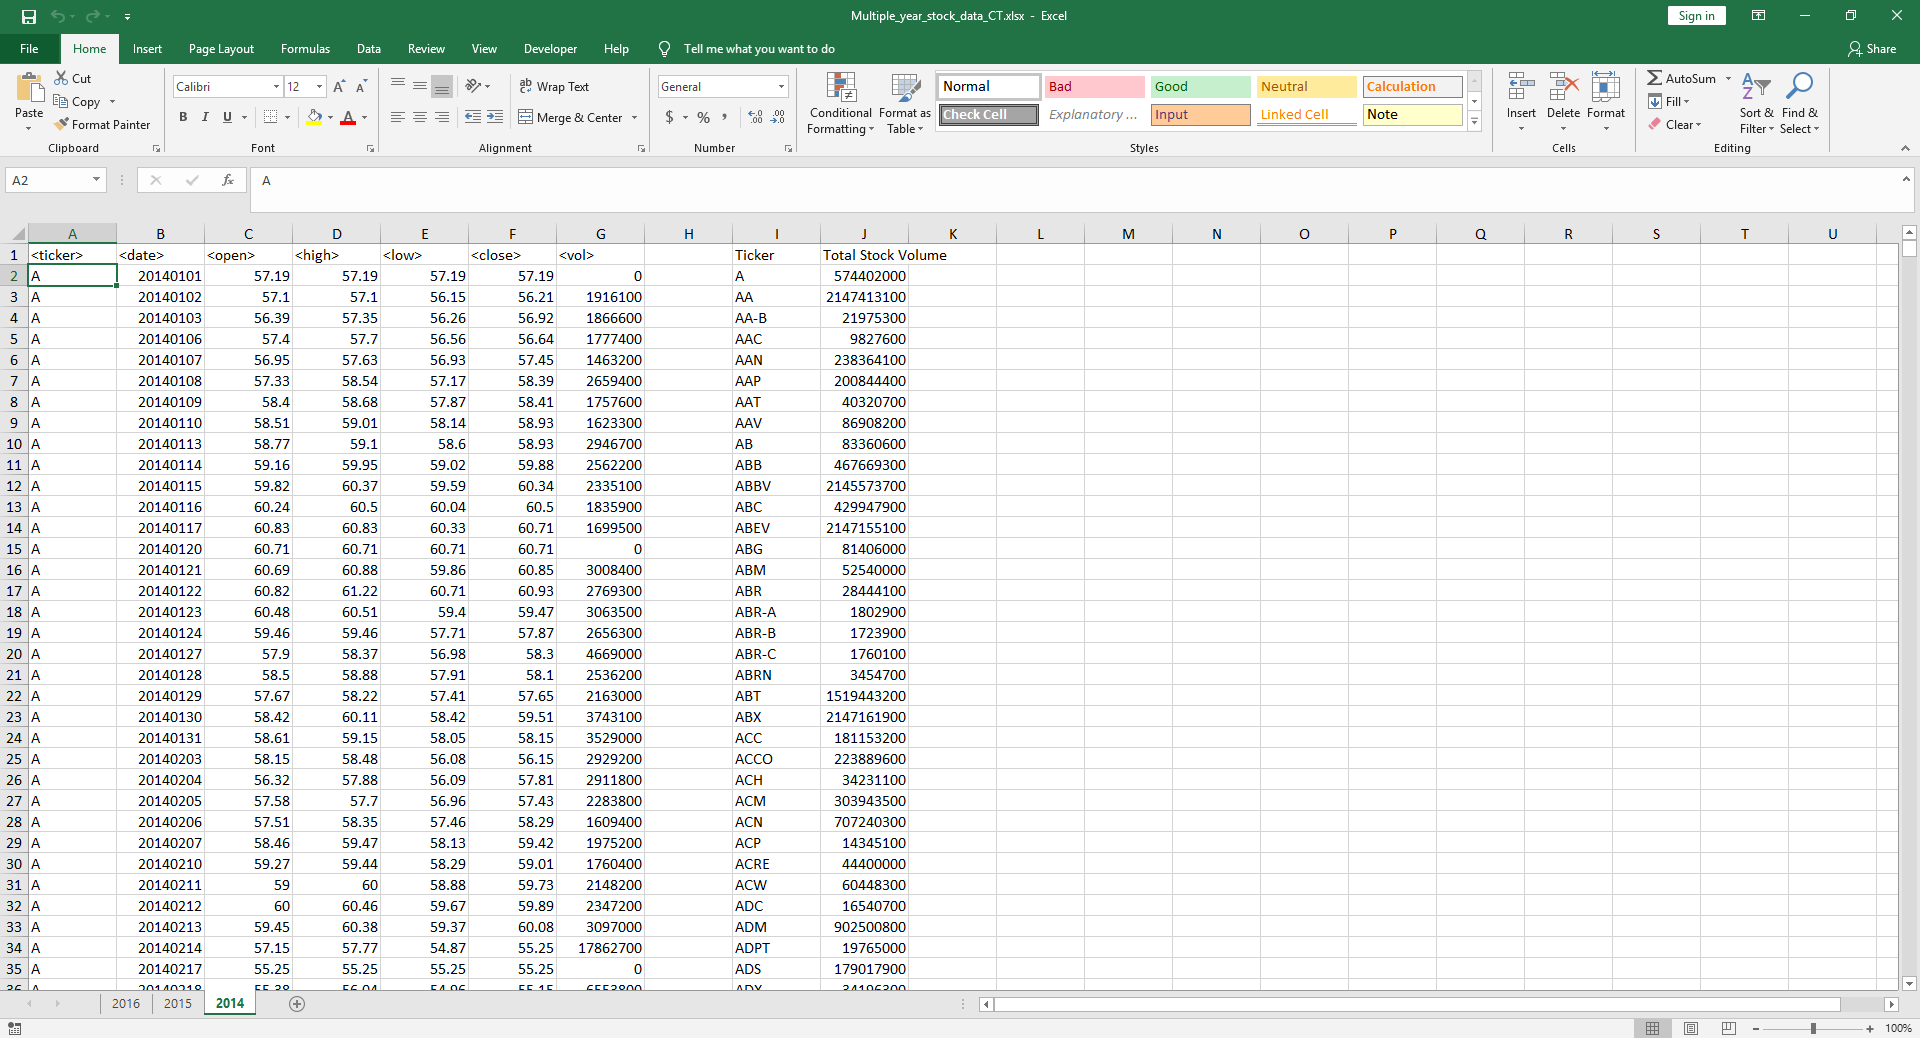 Multiple_year_stock_data_CT.xlsx - Excel
Sign in
File Home Insert Page Layout Formulas Data Review View Developer Help Tell me what you want to do Share
Paste Cut Copy Format Painter Clipboard
Calibri 12 A A B I U A Font
ab Wrap Text Merge & Center Alignment
General $ % , .00 .0 Number
Conditional Formatting Format as Table
Normal Bad Good Neutral Calculation
Check Cell Explanatory ... Input Linked Cell Note
Styles
Insert Delete Format Cells
AutoSum Fill Clear Sort & Filter Find & Select Editing
A2 fx A
A B C D E F G H I J K L M N O P Q R S T U
1 <ticker> <date> <open> <high> <low> <close> <vol> Ticker Total Stock Volume
2 A 20140101 57.19 57.19 57.19 57.19 0 A 574402000
3 A 20140102 57.1 57.1 56.15 56.21 1916100 AA 2147413100
4 A 20140103 56.39 57.35 56.26 56.92 1866600 AA-B 21975300
5 A 20140106 57.4 57.7 56.56 56.64 1777400 AAC 9827600
6 A 20140107 56.95 57.63 56.93 57.45 1463200 AAN 238364100
7 A 20140108 57.33 58.54 57.17 58.39 2659400 AAP 200844400
8 A 20140109 58.4 58.68 57.87 58.41 1757600 AAT 40320700
9 A 20140110 58.51 59.01 58.14 58.93 1623300 AAV 86908200
10 A 20140113 58.77 59.1 58.6 58.93 2946700 AB 83360600
11 A 20140114 59.16 59.95 59.02 59.88 2562200 ABB 467669300
12 A 20140115 59.82 60.37 59.59 60.34 2335100 ABBV 2145573700
13 A 20140116 60.24 60.5 60.04 60.5 1835900 ABC 429947900
14 A 20140117 60.83 60.83 60.33 60.71 1699500 ABEV 2147155100
15 A 20140120 60.71 60.71 60.71 60.71 0 ABG 81406000
16 A 20140121 60.69 60.88 59.86 60.85 3008400 ABM 52540000
17 A 20140122 60.82 61.22 60.71 60.93 2769300 ABR 28444100
18 A 20140123 60.48 60.51 59.4 59.47 3063500 ABR-A 1802900
19 A 20140124 59.46 59.46 57.71 57.87 2656300 ABR-B 1723900
20 A 20140127 57.9 58.37 56.98 58.3 4669000 ABR-C 1760100
21 A 20140128 58.5 58.88 57.91 58.1 2536200 ABRN 3454700
22 A 20140129 57.67 58.22 57.41 57.65 2163000 ABT 1519443200
23 A 20140130 58.42 60.11 58.42 59.51 3743100 ABX 2147161900
24 A 20140131 58.61 59.15 58.05 58.15 3529000 ACC 181153200
25 A 20140203 58.15 58.48 56.08 56.15 2929200 ACCO 223889600
26 A 20140204 56.32 57.88 56.09 57.81 2911800 ACH 34231100
27 A 20140205 57.58 57.7 56.96 57.43 2283800 ACM 303943500
28 A 20140206 57.51 58.35 57.46 58.29 1609400 ACN 707240300
29 A 20140207 58.46 59.47 58.13 59.42 1975200 ACP 14345100
30 A 20140210 59.27 59.44 58.29 59.01 1760400 ACRE 44400000
31 A 20140211 59 60 58.88 59.73 2148200 ACW 60448300
32 A 20140212 60 60.46 59.67 59.89 2347200 ADC 16540700
33 A 20140213 59.45 60.38 59.37 60.08 3097000 ADM 902500800
34 A 20140214 57.15 57.77 54.87 55.25 17862700 ADPT 19765000
35 A 20140217 55.25 55.25 55.25 55.25 0 ADS 179017900
36 A 20140218 55.38 56.04 54.96 55.15 6553800 ADX 34196300
2016 2015 2014
100%